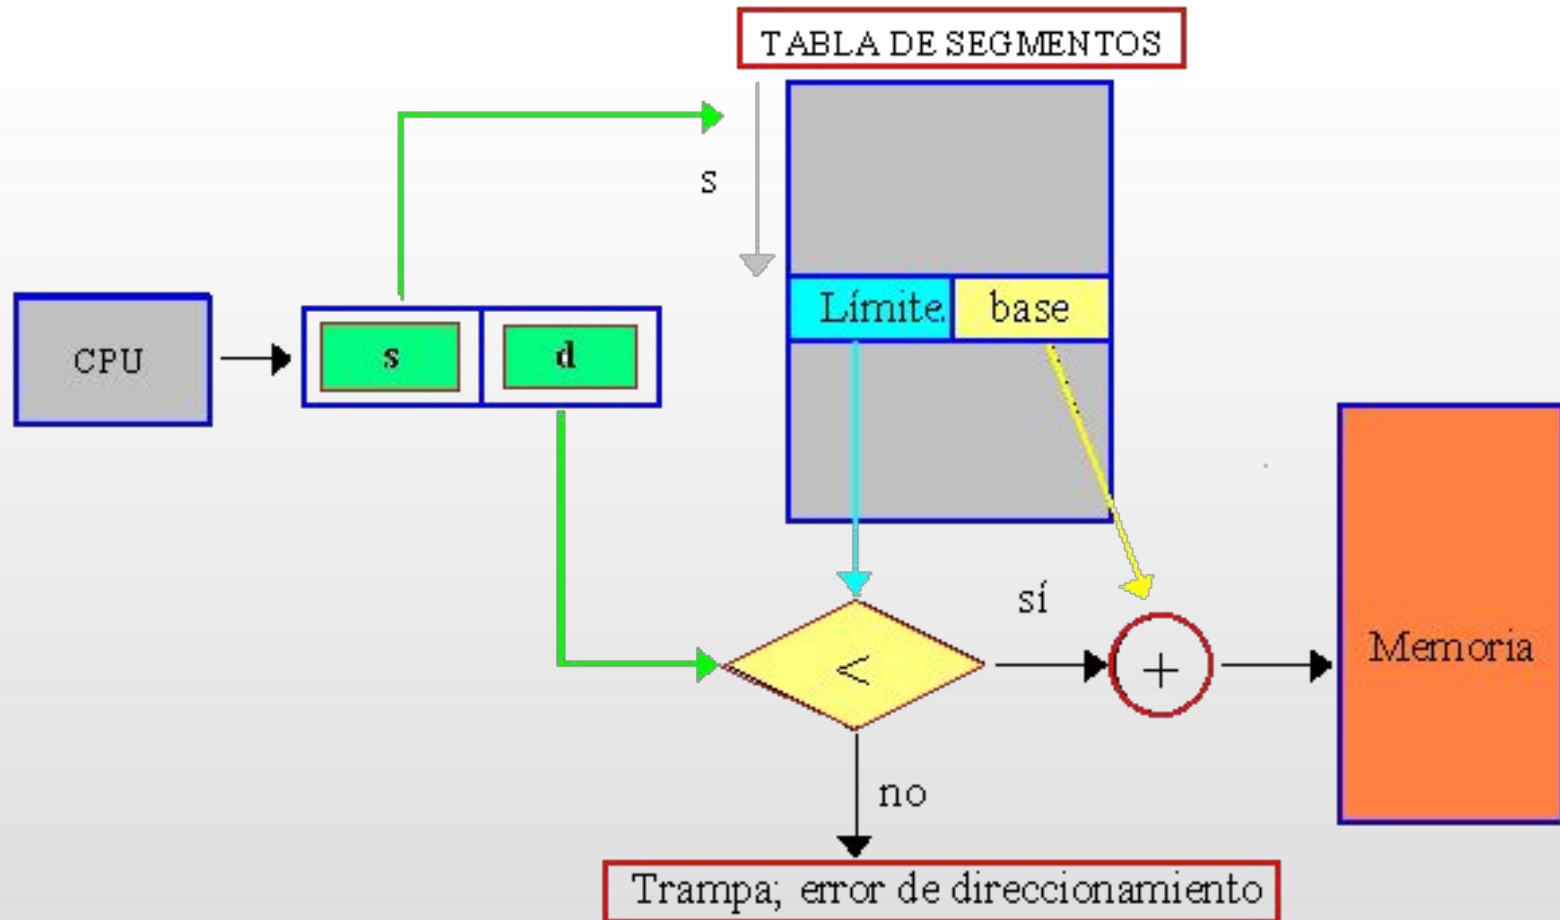 TABLA DE SEGMENTOS
s
Límite base
CPU
s d
sí
<
+
Memoria
no
Trampa; error de direccionamiento